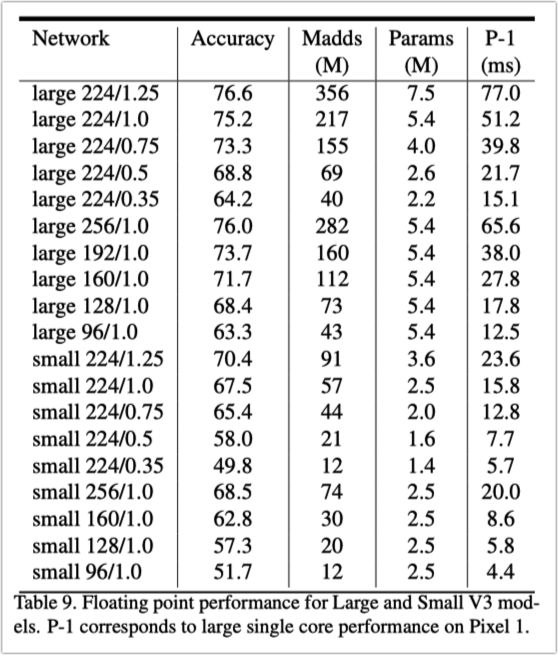 Network Accuracy Madds Params P-1
(M) (M) (ms)
large 224/1.25 76.6 356 7.5 77.0
large 224/1.0 75.2 217 5.4 51.2
large 224/0.75 73.3 155 4.0 39.8
large 224/0.5 68.8 69 2.6 21.7
large 224/0.35 64.2 40 2.2 15.1
large 256/1.0 76.0 282 5.4 65.6
large 192/1.0 73.7 160 5.4 38.0
large 160/1.0 71.7 112 5.4 27.8
large 128/1.0 68.4 73 5.4 17.8
large 96/1.0 63.3 43 5.4 12.5
small 224/1.25 70.4 91 3.6 23.6
small 224/1.0 67.5 57 2.5 15.8
small 224/0.75 65.4 44 2.0 12.8
small 224/0.5 58.0 21 1.6 7.7
small 224/0.35 49.8 12 1.4 5.7
small 256/1.0 68.5 74 2.5 20.0
small 160/1.0 62.8 30 2.5 8.6
small 128/1.0 57.3 20 2.5 5.8
small 96/1.0 51.7 12 2.5 4.4
Table 9. Floating point performance for Large and Small V3 mod-
els. P-1 corresponds to large single core performance on Pixel 1.